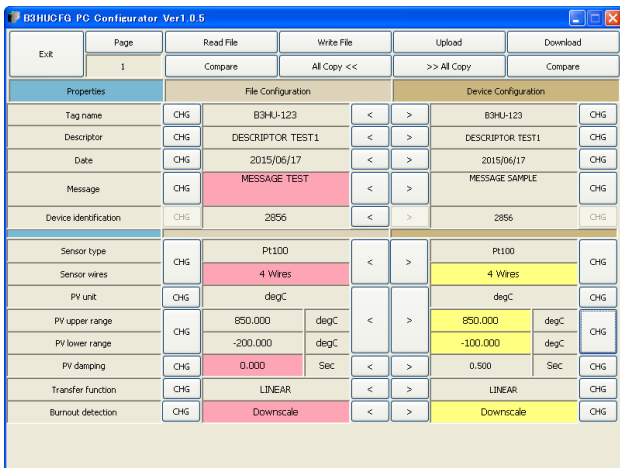 B3HUCFG PC Configurator Ver1.0.5
Exit Page Read File Write File Upload Download
1 Compare All Copy << >> All Copy Compare
Properties File Configuration Device Configuration
Tag name CHG B3HU-123 < > B3HU-123 CHG
Descriptor CHG DESCRIPTOR TEST1 < > DESCRIPTOR TEST1 CHG
Date CHG 2015/06/17 < > 2015/06/17 CHG
Message CHG MESSAGE TEST < > MESSAGE SAMPLE CHG
Device identification CHG 2856 < > 2856 CHG
Sensor type CHG Pt100 < > Pt100 CHG
Sensor wires 4 Wires 4 Wires
PV unit CHG degC degC CHG
PV upper range CHG 850.000 degC < > 850.000 degC CHG
PV lower range -200.000 degC -100.000 degC
PV damping CHG 0.000 Sec < > 0.500 Sec CHG
Transfer function CHG LINEAR < > LINEAR CHG
Burnout detection CHG Downscale < > Downscale CHG